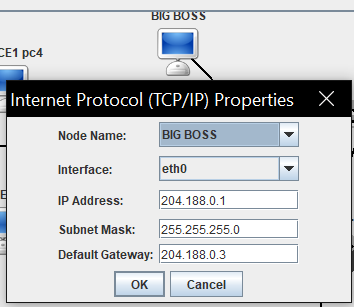 BIG BOSS
CE1 pc4
Internet Protocol (TCP/IP) Properties
Node Name: BIG BOSS
Interface: eth0
IP Address: 204.188.0.1
Subnet Mask: 255.255.255.0
Default Gateway: 204.188.0.3
OK Cancel